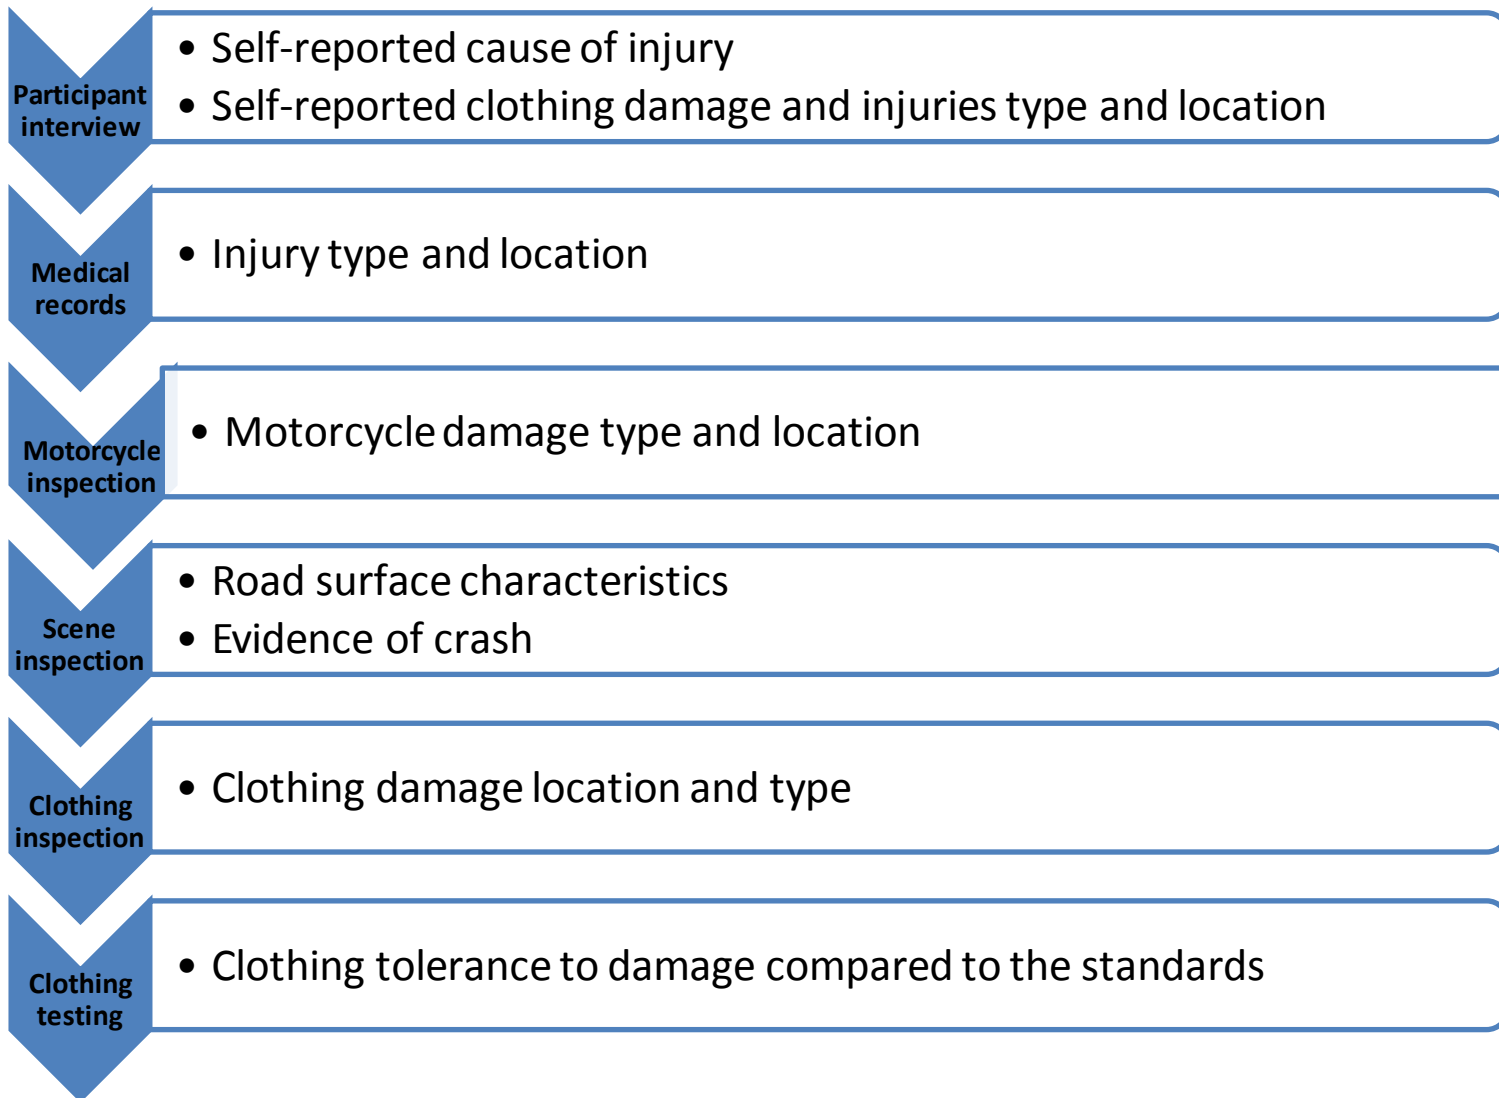 Participant
interview
• Self-reported cause of injury
• Self-reported clothing damage and injuries type and location
Medical
records
• Injury type and location
Motorcycle
inspection
• Motorcycle damage type and location
Scene
inspection
• Road surface characteristics
• Evidence of crash
Clothing
inspection
• Clothing damage location and type
Clothing
testing
• Clothing tolerance to damage compared to the standards